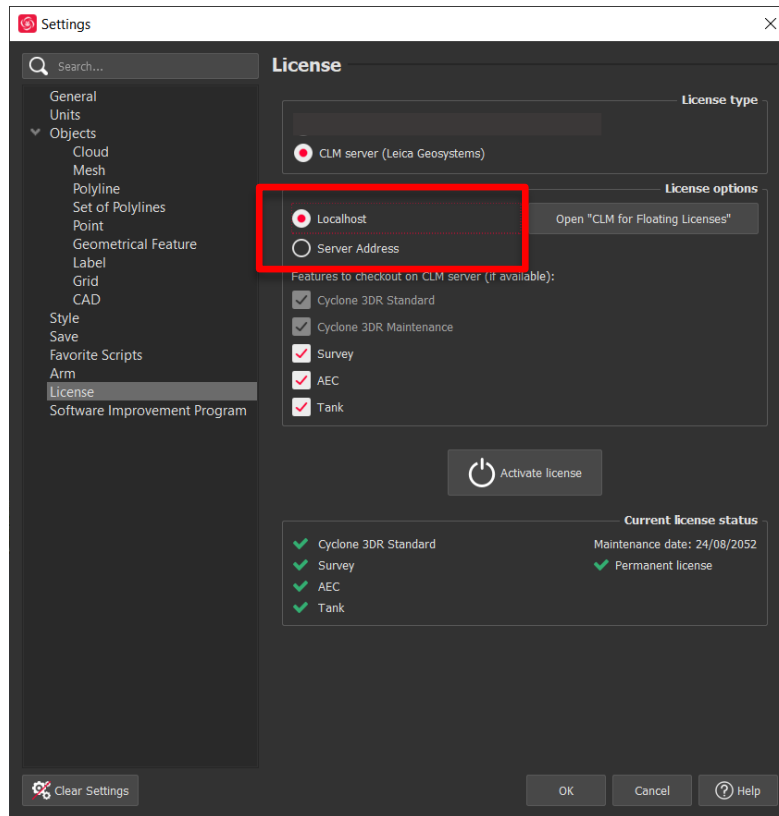 Settings
Search...
License
General
Units
Objects
Cloud
Mesh
Polyline
Set of Polylines
Point
Geometrical Feature
Label
Grid
CAD
Style
Save
Favorite Scripts
Arm
License
Software Improvement Program
License type
CLM server (Leica Geosystems)
License options
Localhost
Open "CLM for Floating Licenses"
Server Address
Features to checkout on CLM server (if available):
Cyclone 3DR Standard
Cyclone 3DR Maintenance
Survey
AEC
Tank
Activate license
Current license status
Cyclone 3DR Standard
Maintenance date: 24/08/2052
Survey
Permanent license
AEC
Tank
Clear Settings
OK
Cancel
Help